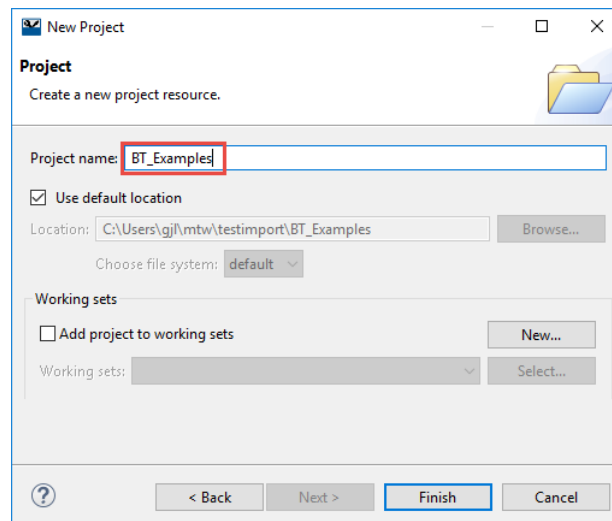 New Project
Project
Create a new project resource.
Project name: BT_Examples
Use default location
Location: C:\Users\gjl\mtw\testimport\BT_Examples Browse...
Choose file system: default
Working sets
Add project to working sets New...
Working sets: Select...
? < Back Next > Finish Cancel